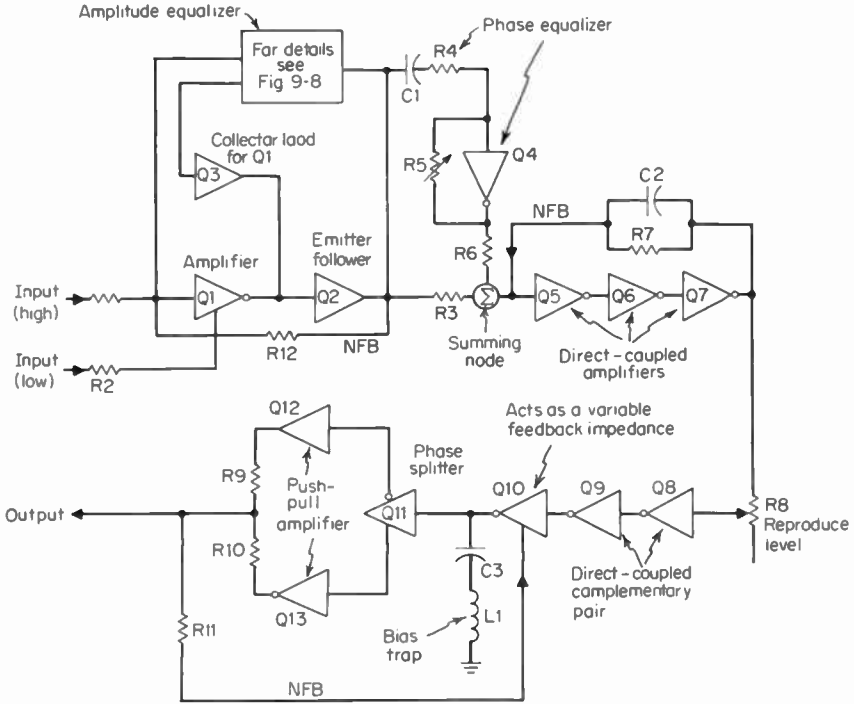 Amplitude equalizer
Far details
see
Fig 9-8
C1
R4
Phase equalizer
Collectar laod
for Q1
Q3
R5
Q4
C2
NFB
R7
R6
Emitter
follower
Amplifier
Input
(high)
Q1
Q2
R3
Σ
Q5
Q6
Q7
Summing
node
Direct-coupled
amplifiers
R12
NFB
Input
(low)
R2
Acts as a variable
feedback impedance
Q12
Phase
splitter
Q10
Q9
Q8
R9
Push-
pull
amplifier
Output
Q11
R8
Reproduce
level
R10
C3
Direct-coupled
camplementary
pair
Q13
L1
Bias
trap
R11
NFB